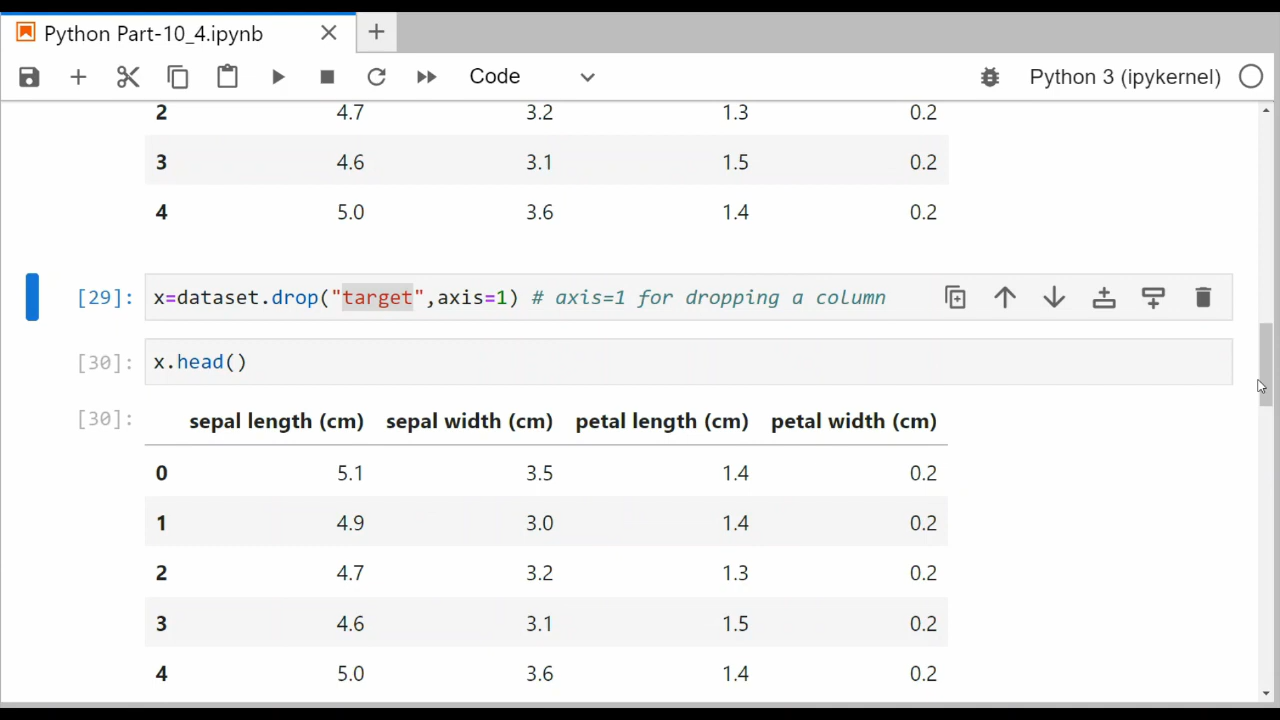 Python Part-10_4.ipynb
Code
Python 3 (ipykernel)
2 4.7 3.2 1.3 0.2
3 4.6 3.1 1.5 0.2
4 5.0 3.6 1.4 0.2
[29]: x=dataset.drop("target",axis=1) # axis=1 for dropping a column
[30]: x.head()
[30]: sepal length (cm) sepal width (cm) petal length (cm) petal width (cm)
0 5.1 3.5 1.4 0.2
1 4.9 3.0 1.4 0.2
2 4.7 3.2 1.3 0.2
3 4.6 3.1 1.5 0.2
4 5.0 3.6 1.4 0.2